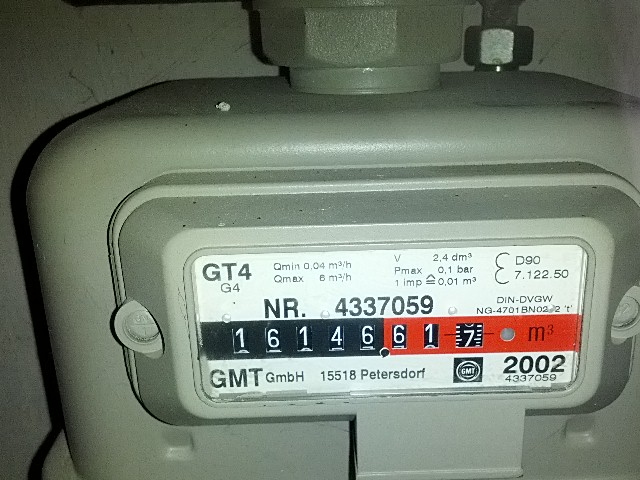 GT4
G4
Qmin 0,04 m³/h
Qmax 6 m³/h
V 2,4 dm³
Pmax 0,1 bar
1 imp ≙ 0,01 m³
D90
7.122.50
NR. 4337059
DIN-DVGW
NG-4701BN02
1 6 1 4 6 6 1 7 m³
GMT GmbH 15518 Petersdorf
GMT
2002
4337059